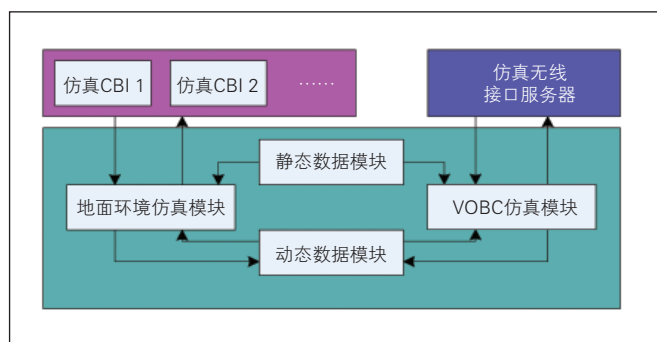 仿真CBI 1
仿真CBI 2
……
仿真无线
接口服务器
静态数据模块
地面环境仿真模块
VOBC仿真模块
动态数据模块